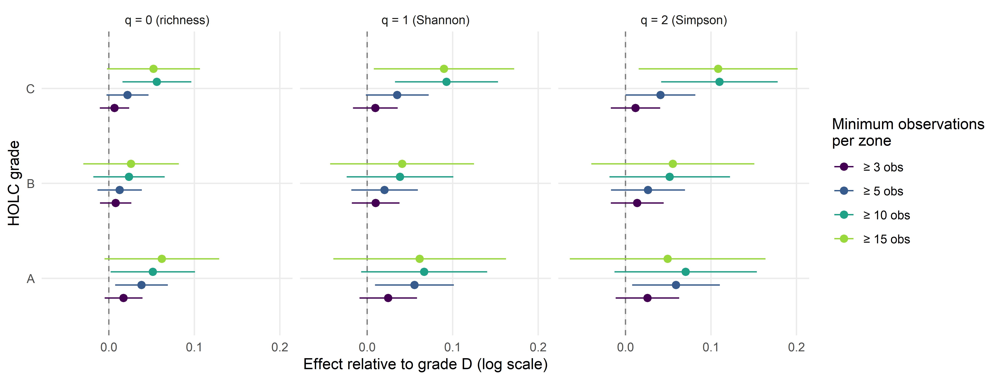 q = 0 (richness)
q = 1 (Shannon)
q = 2 (Simpson)
HOLC grade
C
B
A
0.0
0.1
0.2
0.0
0.1
0.2
0.0
0.1
0.2
Effect relative to grade D (log scale)
Minimum observations
per zone
≥ 3 obs
≥ 5 obs
≥ 10 obs
≥ 15 obs